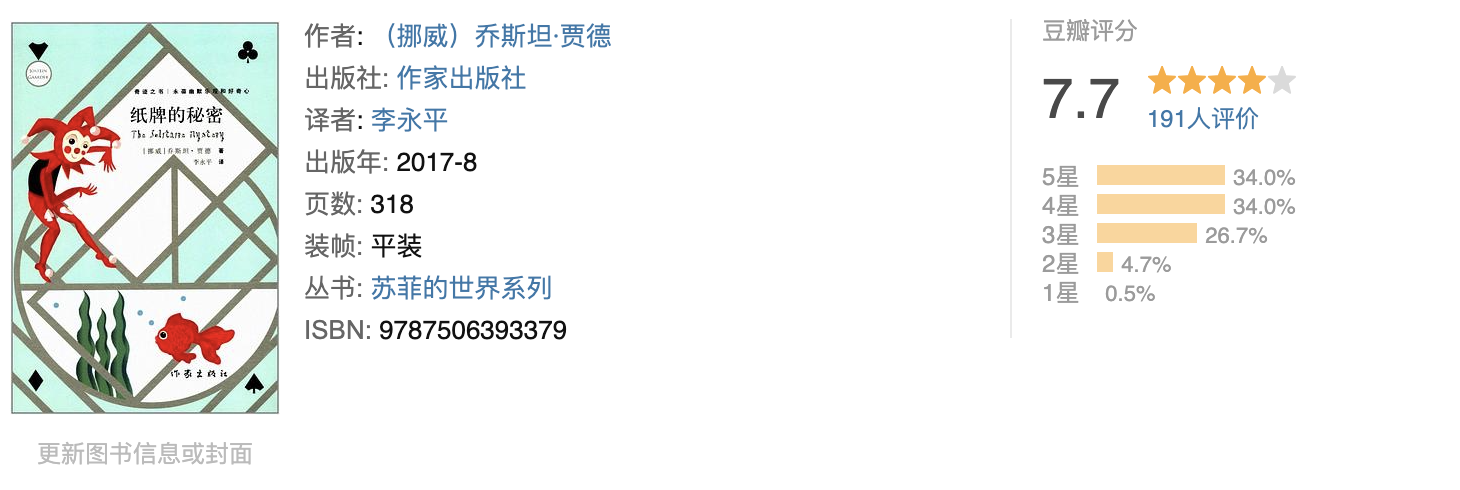 JOSTEIN
GAARDER
奇迹之书｜永葆幽默乐观和好奇心
纸牌的秘密
The Solitaire Mystery
［挪威］乔斯坦·贾德 著
李永平 译
作家出版社
更新图书信息或封面
作者: （挪威）乔斯坦·贾德
出版社: 作家出版社
译者: 李永平
出版年: 2017-8
页数: 318
装帧: 平装
丛书: 苏菲的世界系列
ISBN: 9787506393379
豆瓣评分
7.7
191人评价
5星 34.0%
4星 34.0%
3星 26.7%
2星 4.7%
1星 0.5%